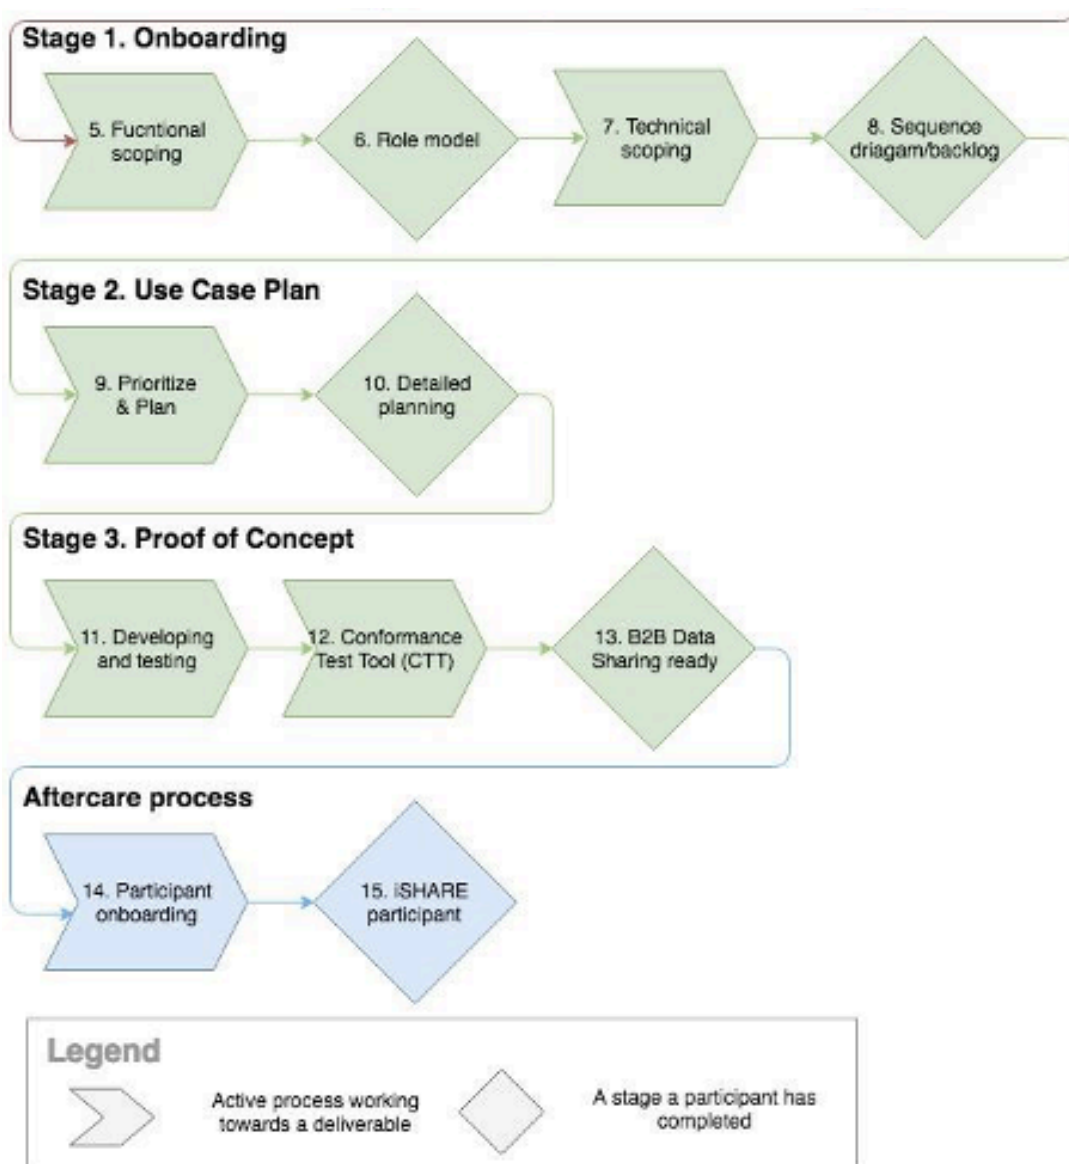 Stage 1. Onboarding
5. Fucntional
scoping
6. Role model
7. Technical
scoping
8. Sequence
driagam/backlog
Stage 2. Use Case Plan
9. Prioritize
& Plan
10. Detailed
planning
Stage 3. Proof of Concept
11. Developing
and testing
12. Conformance
Test Tool (CTT)
13. B2B Data
Sharing ready
Aftercare process
14. Participant
onboarding
15. iSHARE
participant
Legend
Active process working
towards a deliverable
A stage a participant has
completed